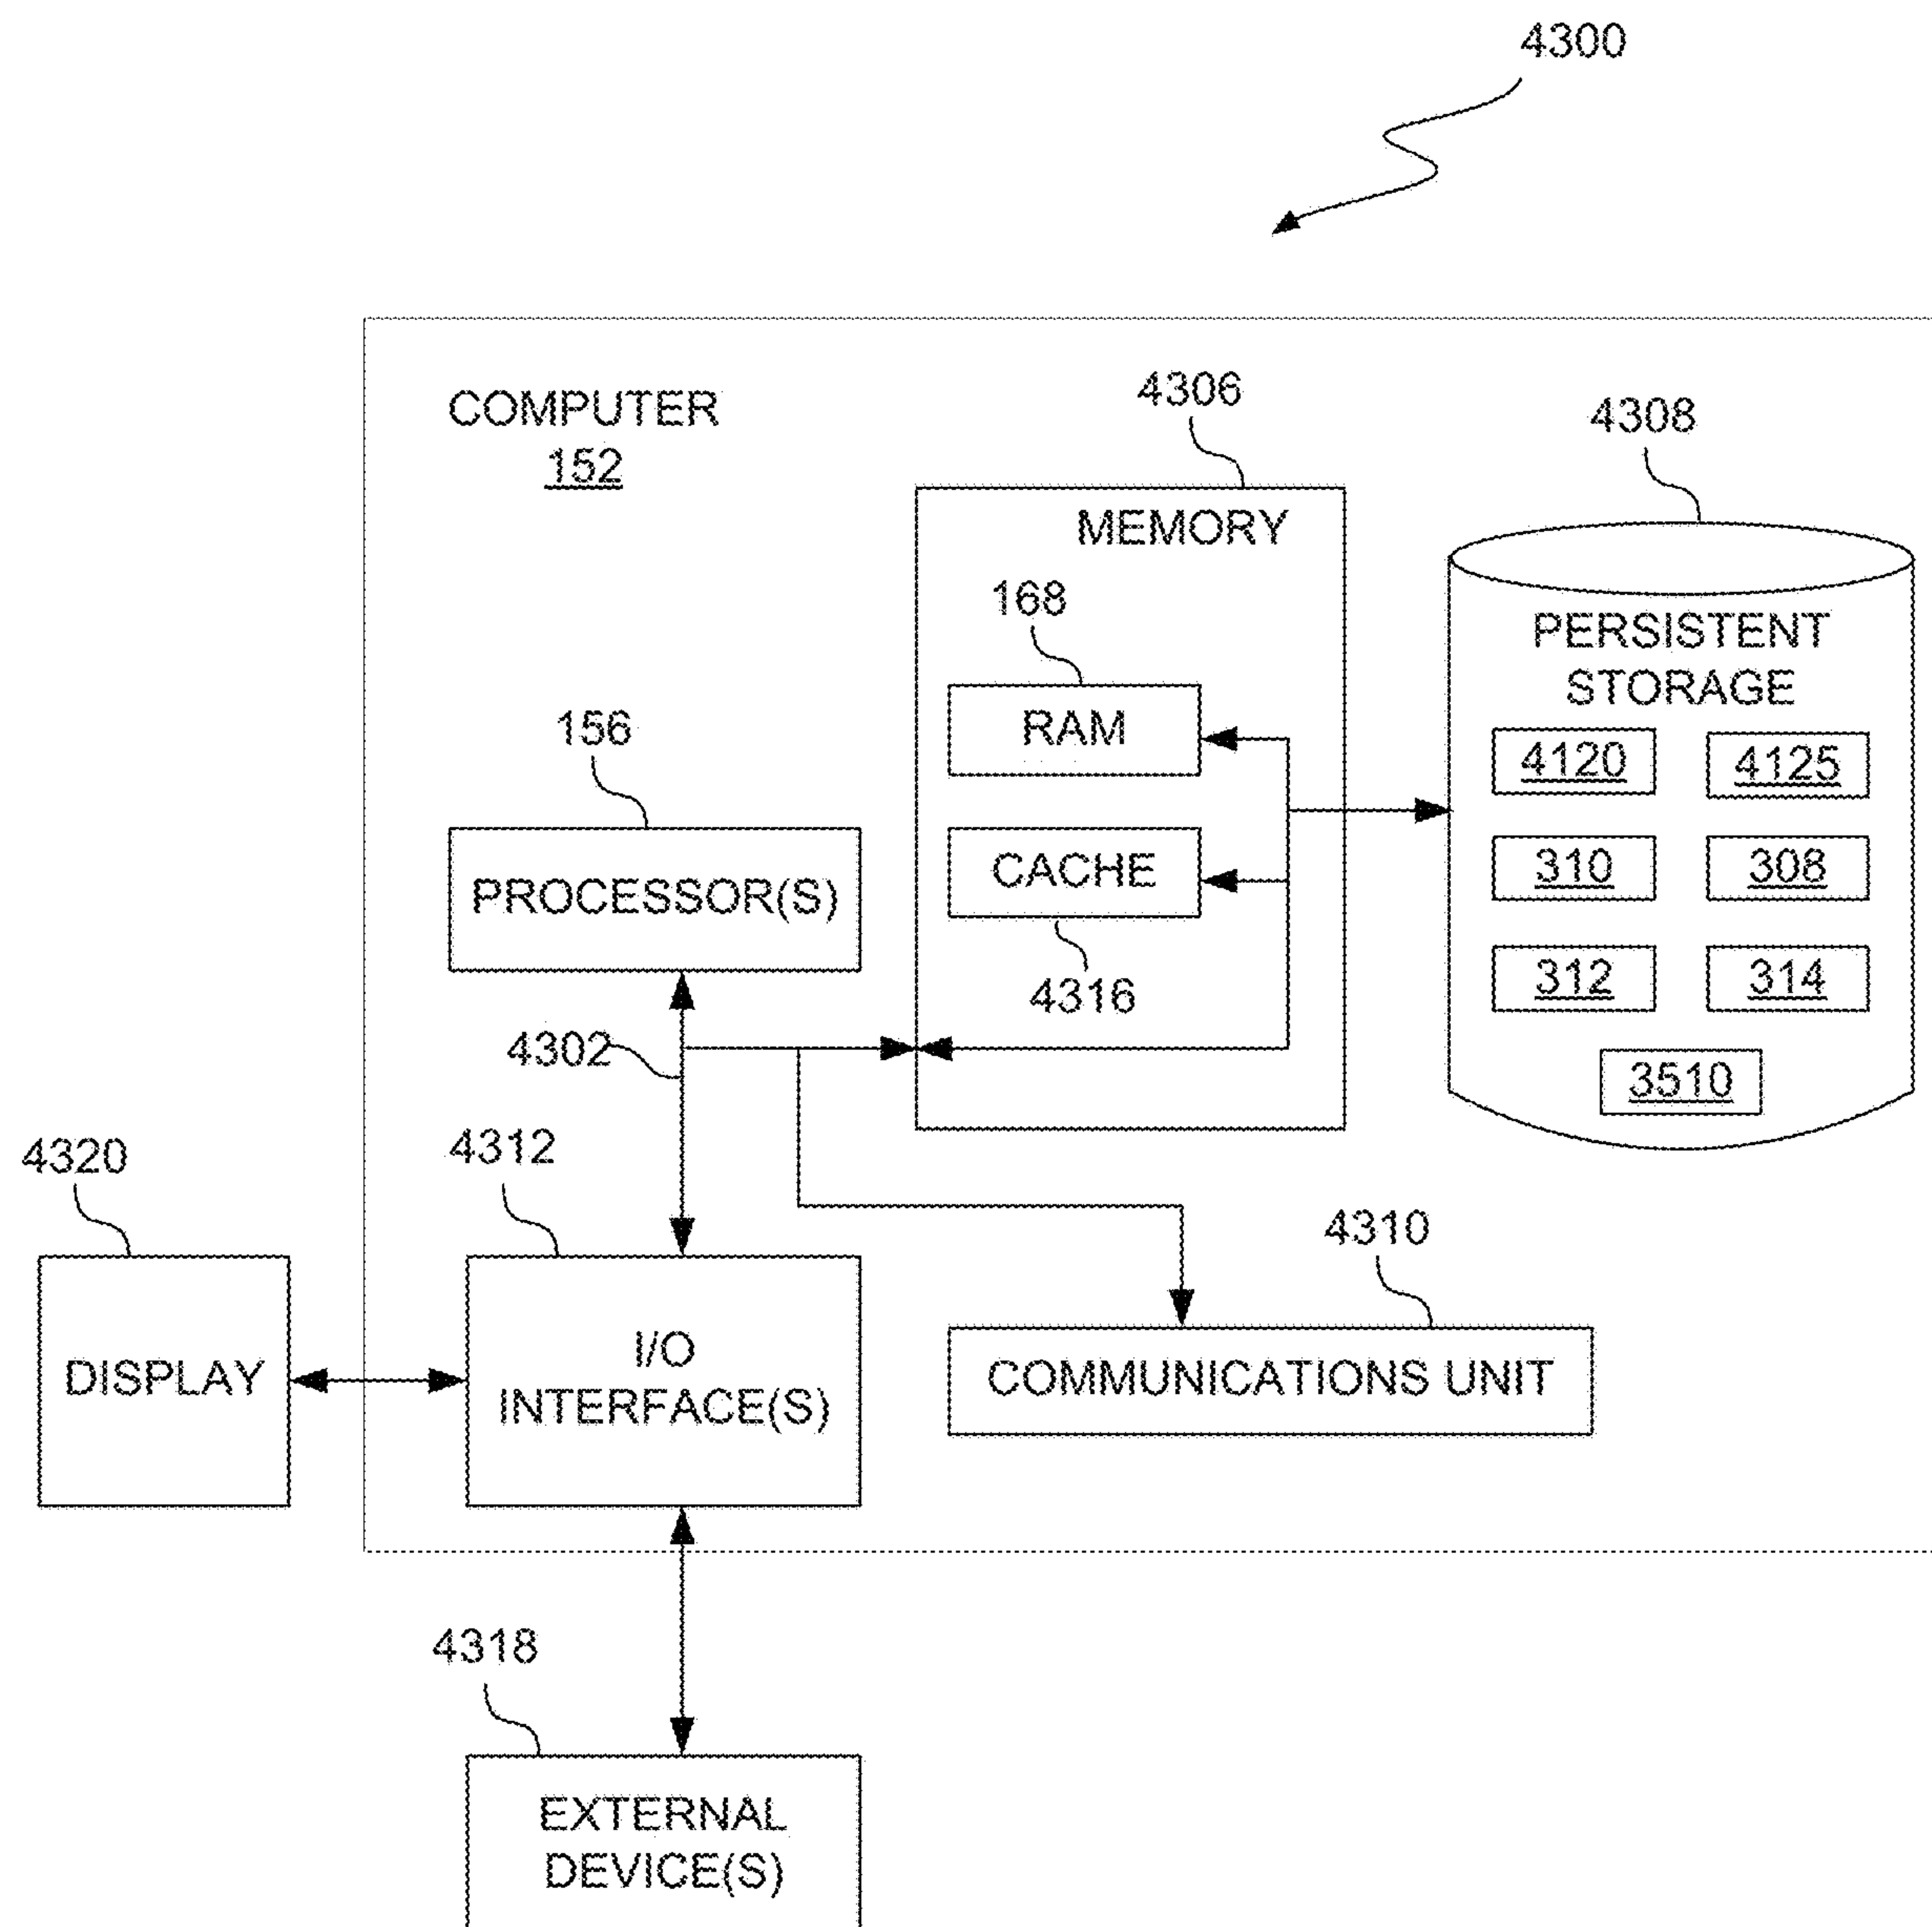 4300
COMPUTER
152
4306
4308
MEMORY
168
RAM
PERSISTENT
STORAGE
156
PROCESSOR(S)
CACHE
4316
4120
4125
310
308
312
314
3510
4302
4320
4312
4310
DISPLAY
I/O
INTERFACE(S)
COMMUNICATIONS UNIT
4318
EXTERNAL
DEVICE(S)